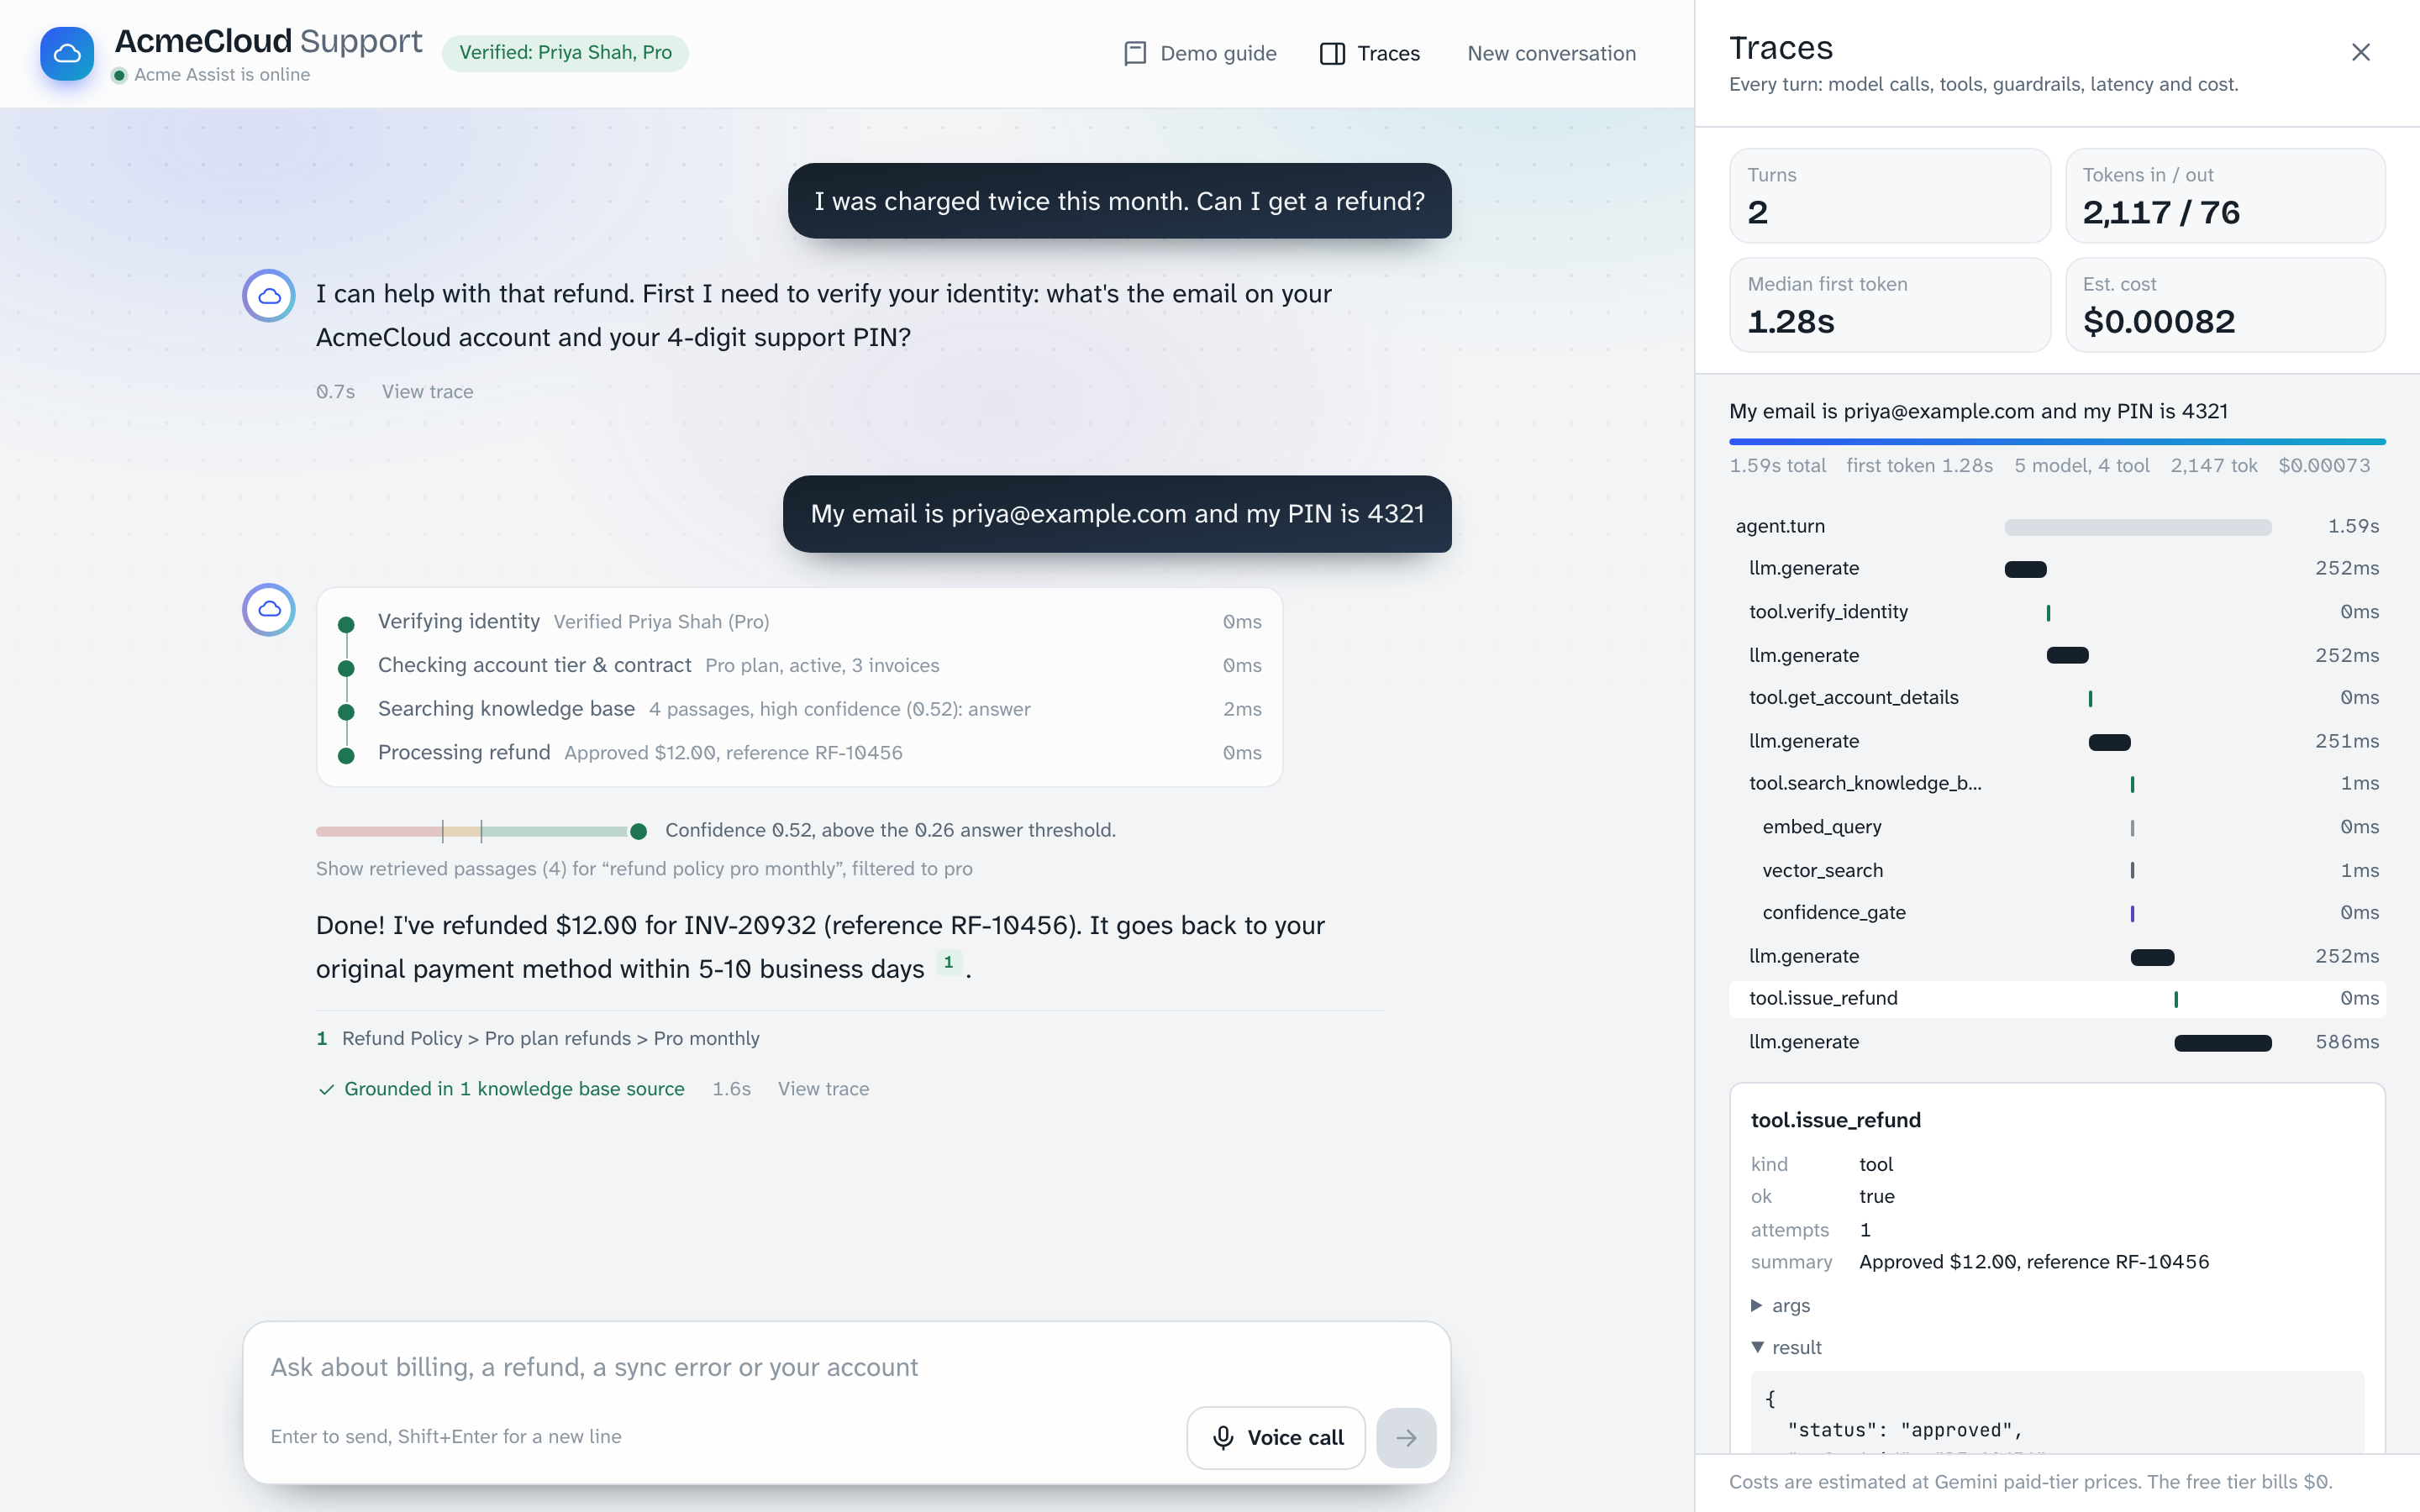 AcmeCloud Support
Acme Assist is online
Verified: Priya Shah, Pro
Demo guide
Traces
New conversation
I was charged twice this month. Can I get a refund?
I can help with that refund. First I need to verify your identity: what's the email on your
AcmeCloud account and your 4-digit support PIN?
0.7s View trace
My email is priya@example.com and my PIN is 4321
Verifying identity Verified Priya Shah (Pro) 0ms
Checking account tier & contract Pro plan, active, 3 invoices 0ms
Searching knowledge base 4 passages, high confidence (0.52): answer 2ms
Processing refund Approved $12.00, reference RF-10456 0ms
Confidence 0.52, above the 0.26 answer threshold.
Show retrieved passages (4) for “refund policy pro monthly”, filtered to pro
Done! I've refunded $12.00 for INV-20932 (reference RF-10456). It goes back to your
original payment method within 5-10 business days 1.
1 Refund Policy > Pro plan refunds > Pro monthly
Grounded in 1 knowledge base source 1.6s View trace
Ask about billing, a refund, a sync error or your account
Enter to send, Shift+Enter for a new line
Voice call
Traces
Every turn: model calls, tools, guardrails, latency and cost.
Turns
2
Tokens in / out
2,117 / 76
Median first token
1.28s
Est. cost
$0.00082
My email is priya@example.com and my PIN is 4321
1.59s total first token 1.28s 5 model, 4 tool 2,147 tok $0.00073
agent.turn 1.59s
llm.generate 252ms
tool.verify_identity 0ms
llm.generate 252ms
tool.get_account_details 0ms
llm.generate 251ms
tool.search_knowledge_b... 1ms
embed_query 0ms
vector_search 1ms
confidence_gate 0ms
llm.generate 252ms
tool.issue_refund 0ms
llm.generate 586ms
tool.issue_refund
kind tool
ok true
attempts 1
summary Approved $12.00, reference RF-10456
args
result
{
"status": "approved",
Costs are estimated at Gemini paid-tier prices. The free tier bills $0.